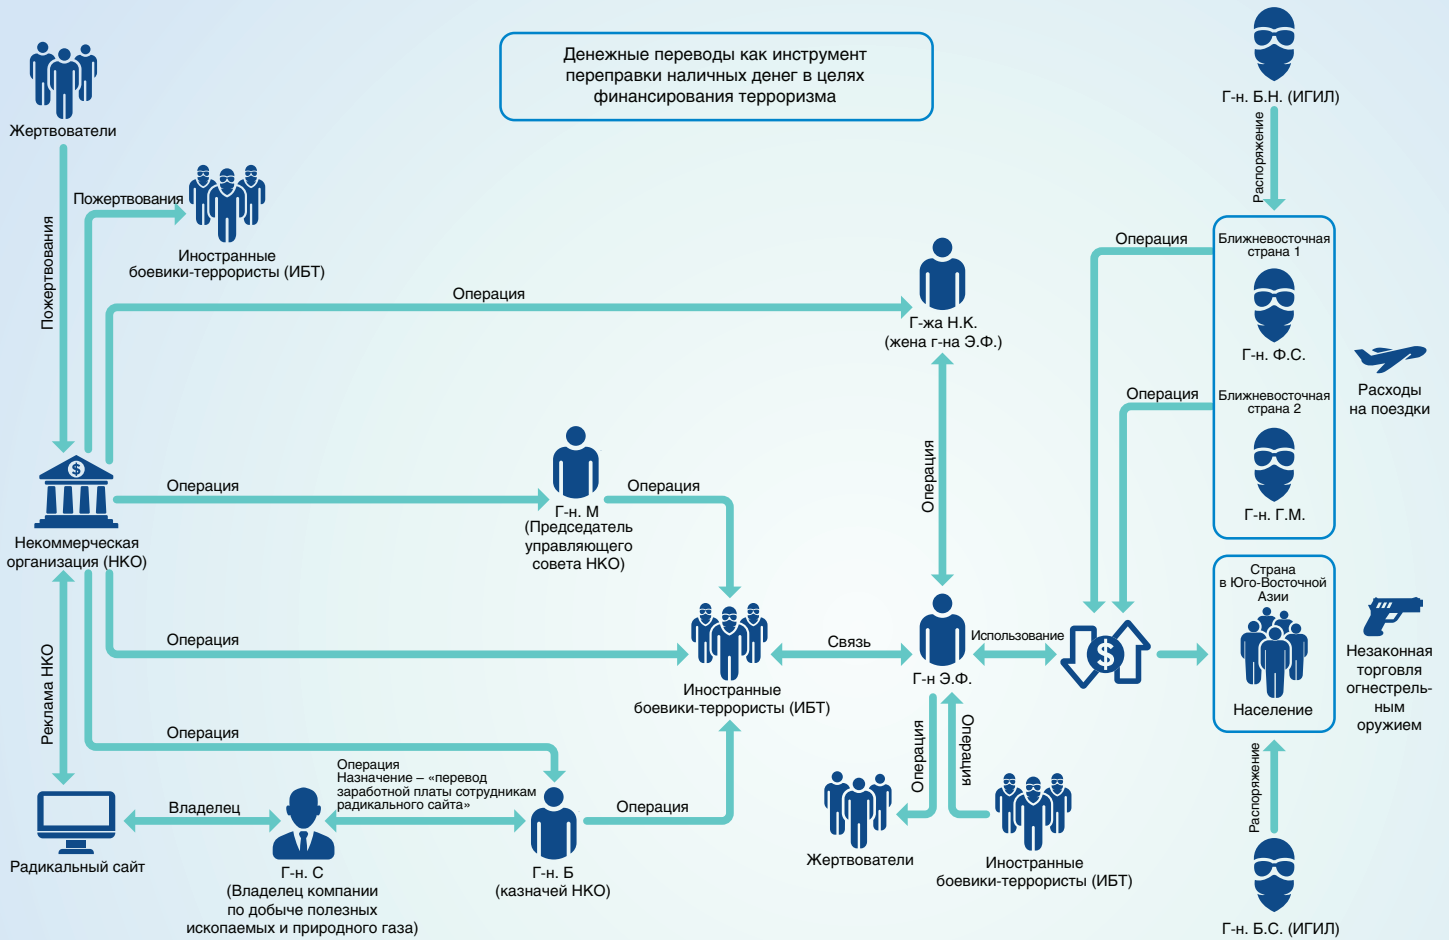 Денежные переводы как инструмент
переправки наличных денег в целях
финансирования терроризма
Жертвователи
Пожертвования
Пожертвования
Иностранные
боевики-террористы (ИБТ)
Операция
Г-жа Н.К.
(жена г-на Э.Ф.)
Г-н. Б.Н. (ИГИЛ)
Распоряжение
Операция
Ближневосточная
страна 1
Г-н. Ф.С.
Операция
Ближневосточная
страна 2
Г-н. Г.М.
Расходы
на поездки
Некоммерческая
организация (НКО)
Операция
Г-н. М
(Председатель
управляющего
совета НКО)
Операция
Операция
Операция
Иностранные
боевики-террористы (ИБТ)
Связь
Г-н Э.Ф.
Использование
$
$
Страна
в Юго-Восточной
Азии
Население
Незаконная
торговля
огнестрель-
ным
оружием
Реклама НКО
Операция
Операция
Назначение – «перевод
заработной платы сотрудникам
радикального сайта»
Владелец
Радикальный сайт
Г-н. С
(Владелец компании
по добыче полезных
ископаемых и природного газа)
Г-н. Б
(казначей НКО)
Операция
Операция
Операция
Жертвователи
Иностранные
боевики-террористы (ИБТ)
Распоряжение
Г-н. Б.С. (ИГИЛ)